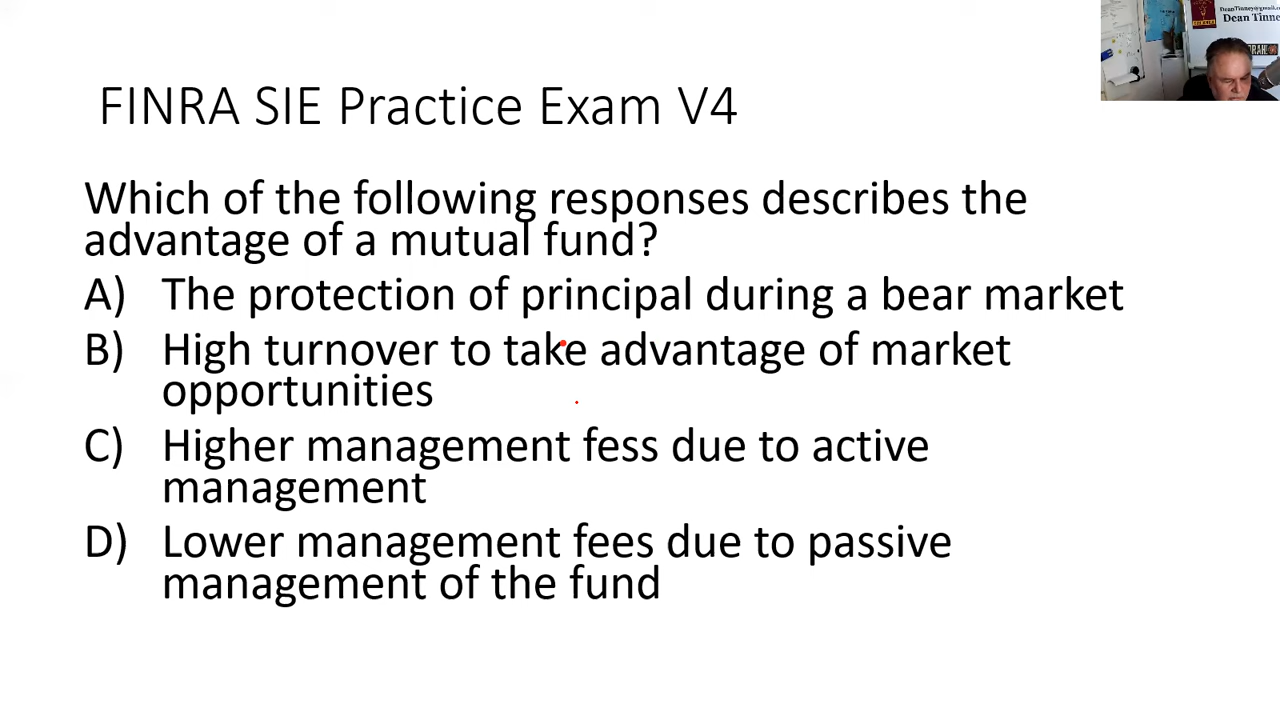 DeanTinney@gmail.c
Dean Tinne
FINRA SIE Practice Exam V4
Which of the following responses describes the
advantage of a mutual fund?
A) The protection of principal during a bear market
B) High turnover to take advantage of market
opportunities
C) Higher management fess due to active
management
D) Lower management fees due to passive
management of the fund